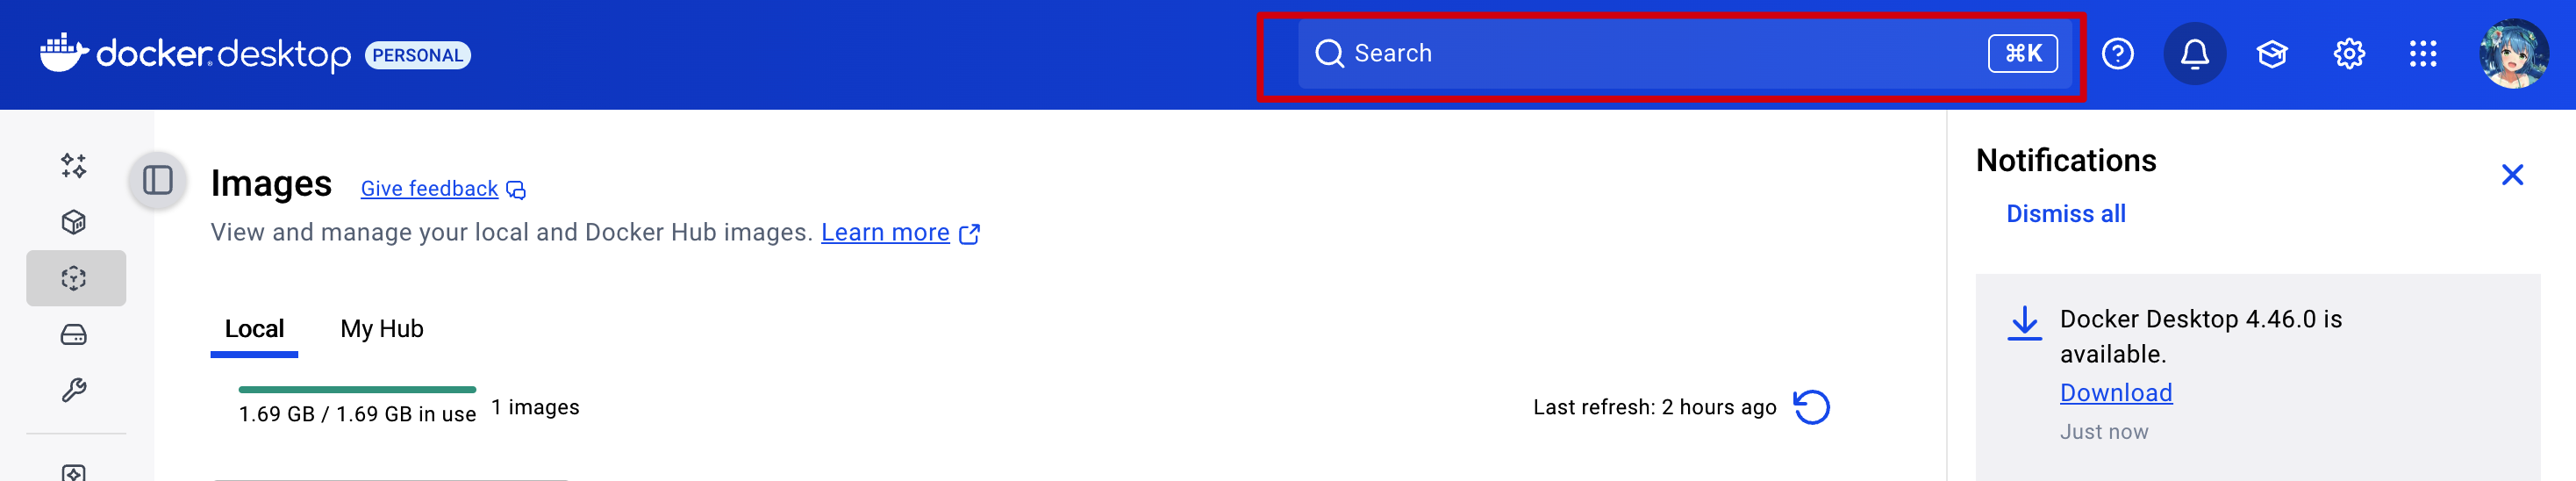 docker desktop PERSONAL
Search
⌘K
Images
Give feedback
View and manage your local and Docker Hub images. Learn more
Local
My Hub
1.69 GB / 1.69 GB in use
1 images
Last refresh: 2 hours ago
Notifications
Dismiss all
Docker Desktop 4.46.0 is
available.
Download
Just now